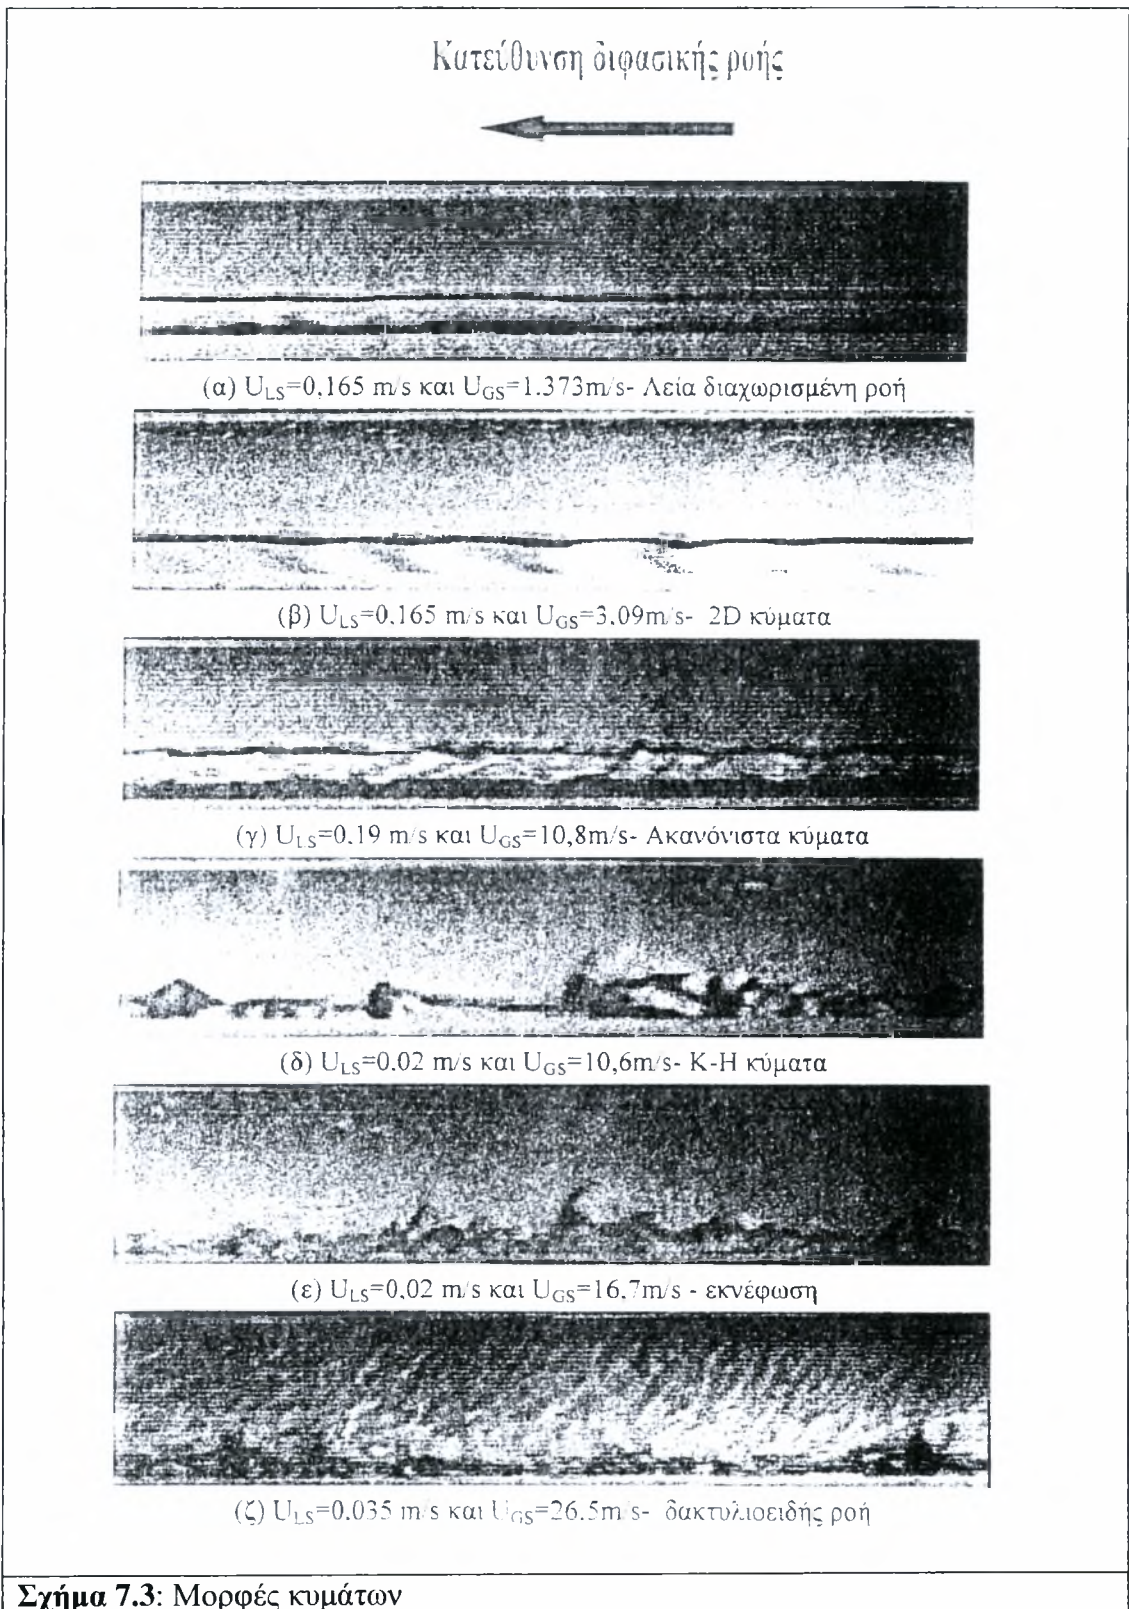 Κατεύθυνση διφασικής ροής
(α) U_LS=0.165 m/s και U_GS=1.373m/s- Λεία διαχωρισμένη ροή
(β) U_LS=0.165 m/s και U_GS=3.09m/s- 2D κύματα
(γ) U_LS=0.19 m/s και U_GS=10,8m/s- Ακανόνιστα κύματα
(δ) U_LS=0.02 m/s και U_GS=10,6m/s- K-H κύματα
(ε) U_LS=0.02 m/s και U_GS=16.7m/s - εκνέφωση
(ζ) U_LS=0.035 m/s και U_GS=26.5m/s- δακτυλιοειδής ροή
Σχήμα 7.3: Μορφές κυμάτων